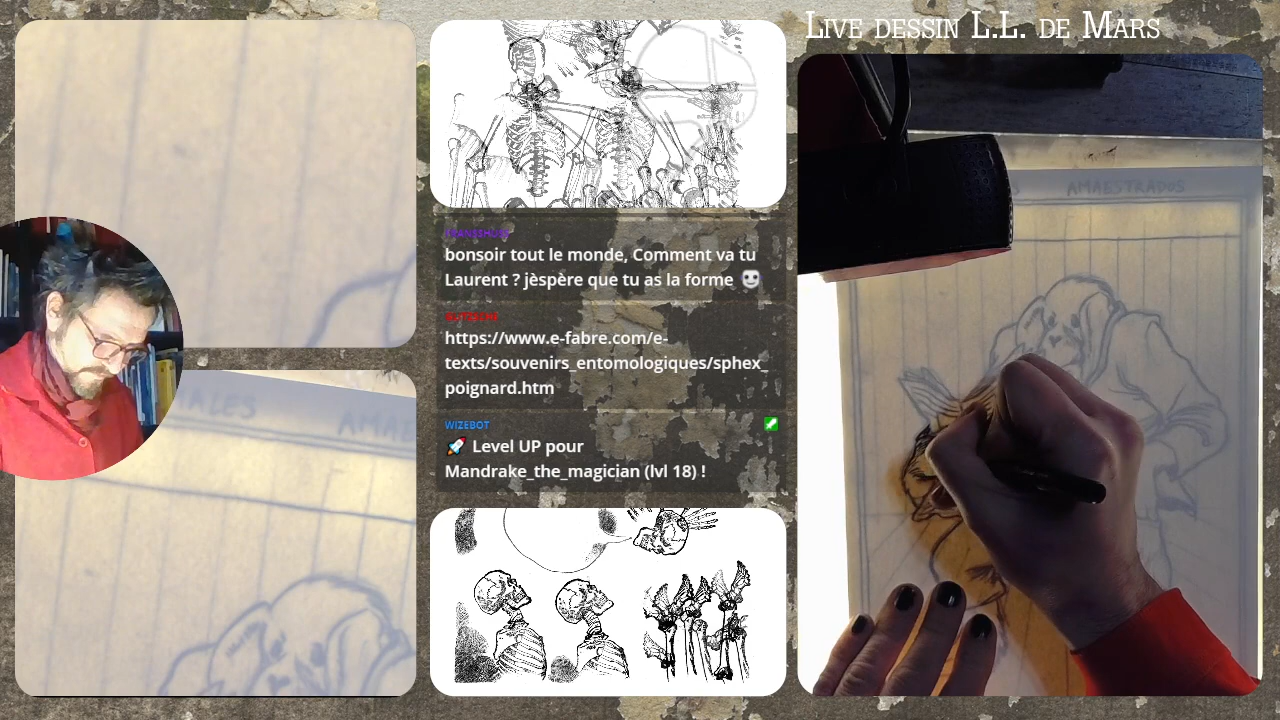 LIVE DESSIN L.L. DE MARS
bonsoir tout le monde, Comment va tu
Laurent ? jèspère que tu as la forme
https://www.e-fabre.com/e-
texts/souvenirs_entomologiques/sphex_
poignard.htm
WIZEBOT
🚀 Level UP pour
Mandrake_the_magician (lvl 18) !
AMAESTRADOS